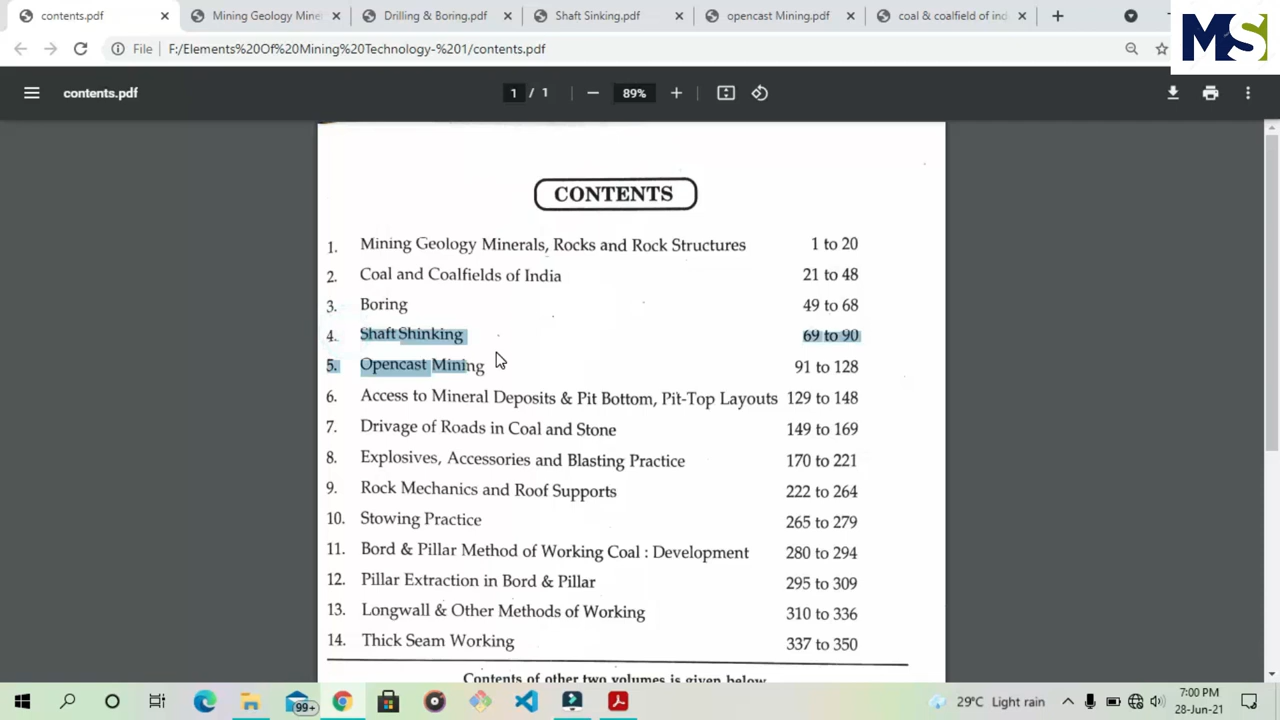 contents.pdf
Mining Geology Mine
Drilling & Boring.pdf
Shaft Sinking.pdf
opencast Mining.pdf
coal & coalfield of ind
MS
File
F:/Elements%20Of%20Mining%20Technology-%201/contents.pdf
contents.pdf
1 / 1
89%
CONTENTS
1. Mining Geology Minerals, Rocks and Rock Structures 1 to 20
2. Coal and Coalfields of India 21 to 48
3. Boring 49 to 68
4. Shaft Shinking 69 to 90
5. Opencast Mining 91 to 128
6. Access to Mineral Deposits & Pit Bottom, Pit-Top Layouts 129 to 148
7. Drivage of Roads in Coal and Stone 149 to 169
8. Explosives, Accessories and Blasting Practice 170 to 221
9. Rock Mechanics and Roof Supports 222 to 264
10. Stowing Practice 265 to 279
11. Bord & Pillar Method of Working Coal : Development 280 to 294
12. Pillar Extraction in Bord & Pillar 295 to 309
13. Longwall & Other Methods of Working 310 to 336
14. Thick Seam Working 337 to 350
Contents of other two volumes is given below
99+
29°C Light rain
7:00 PM
28-Jun-21